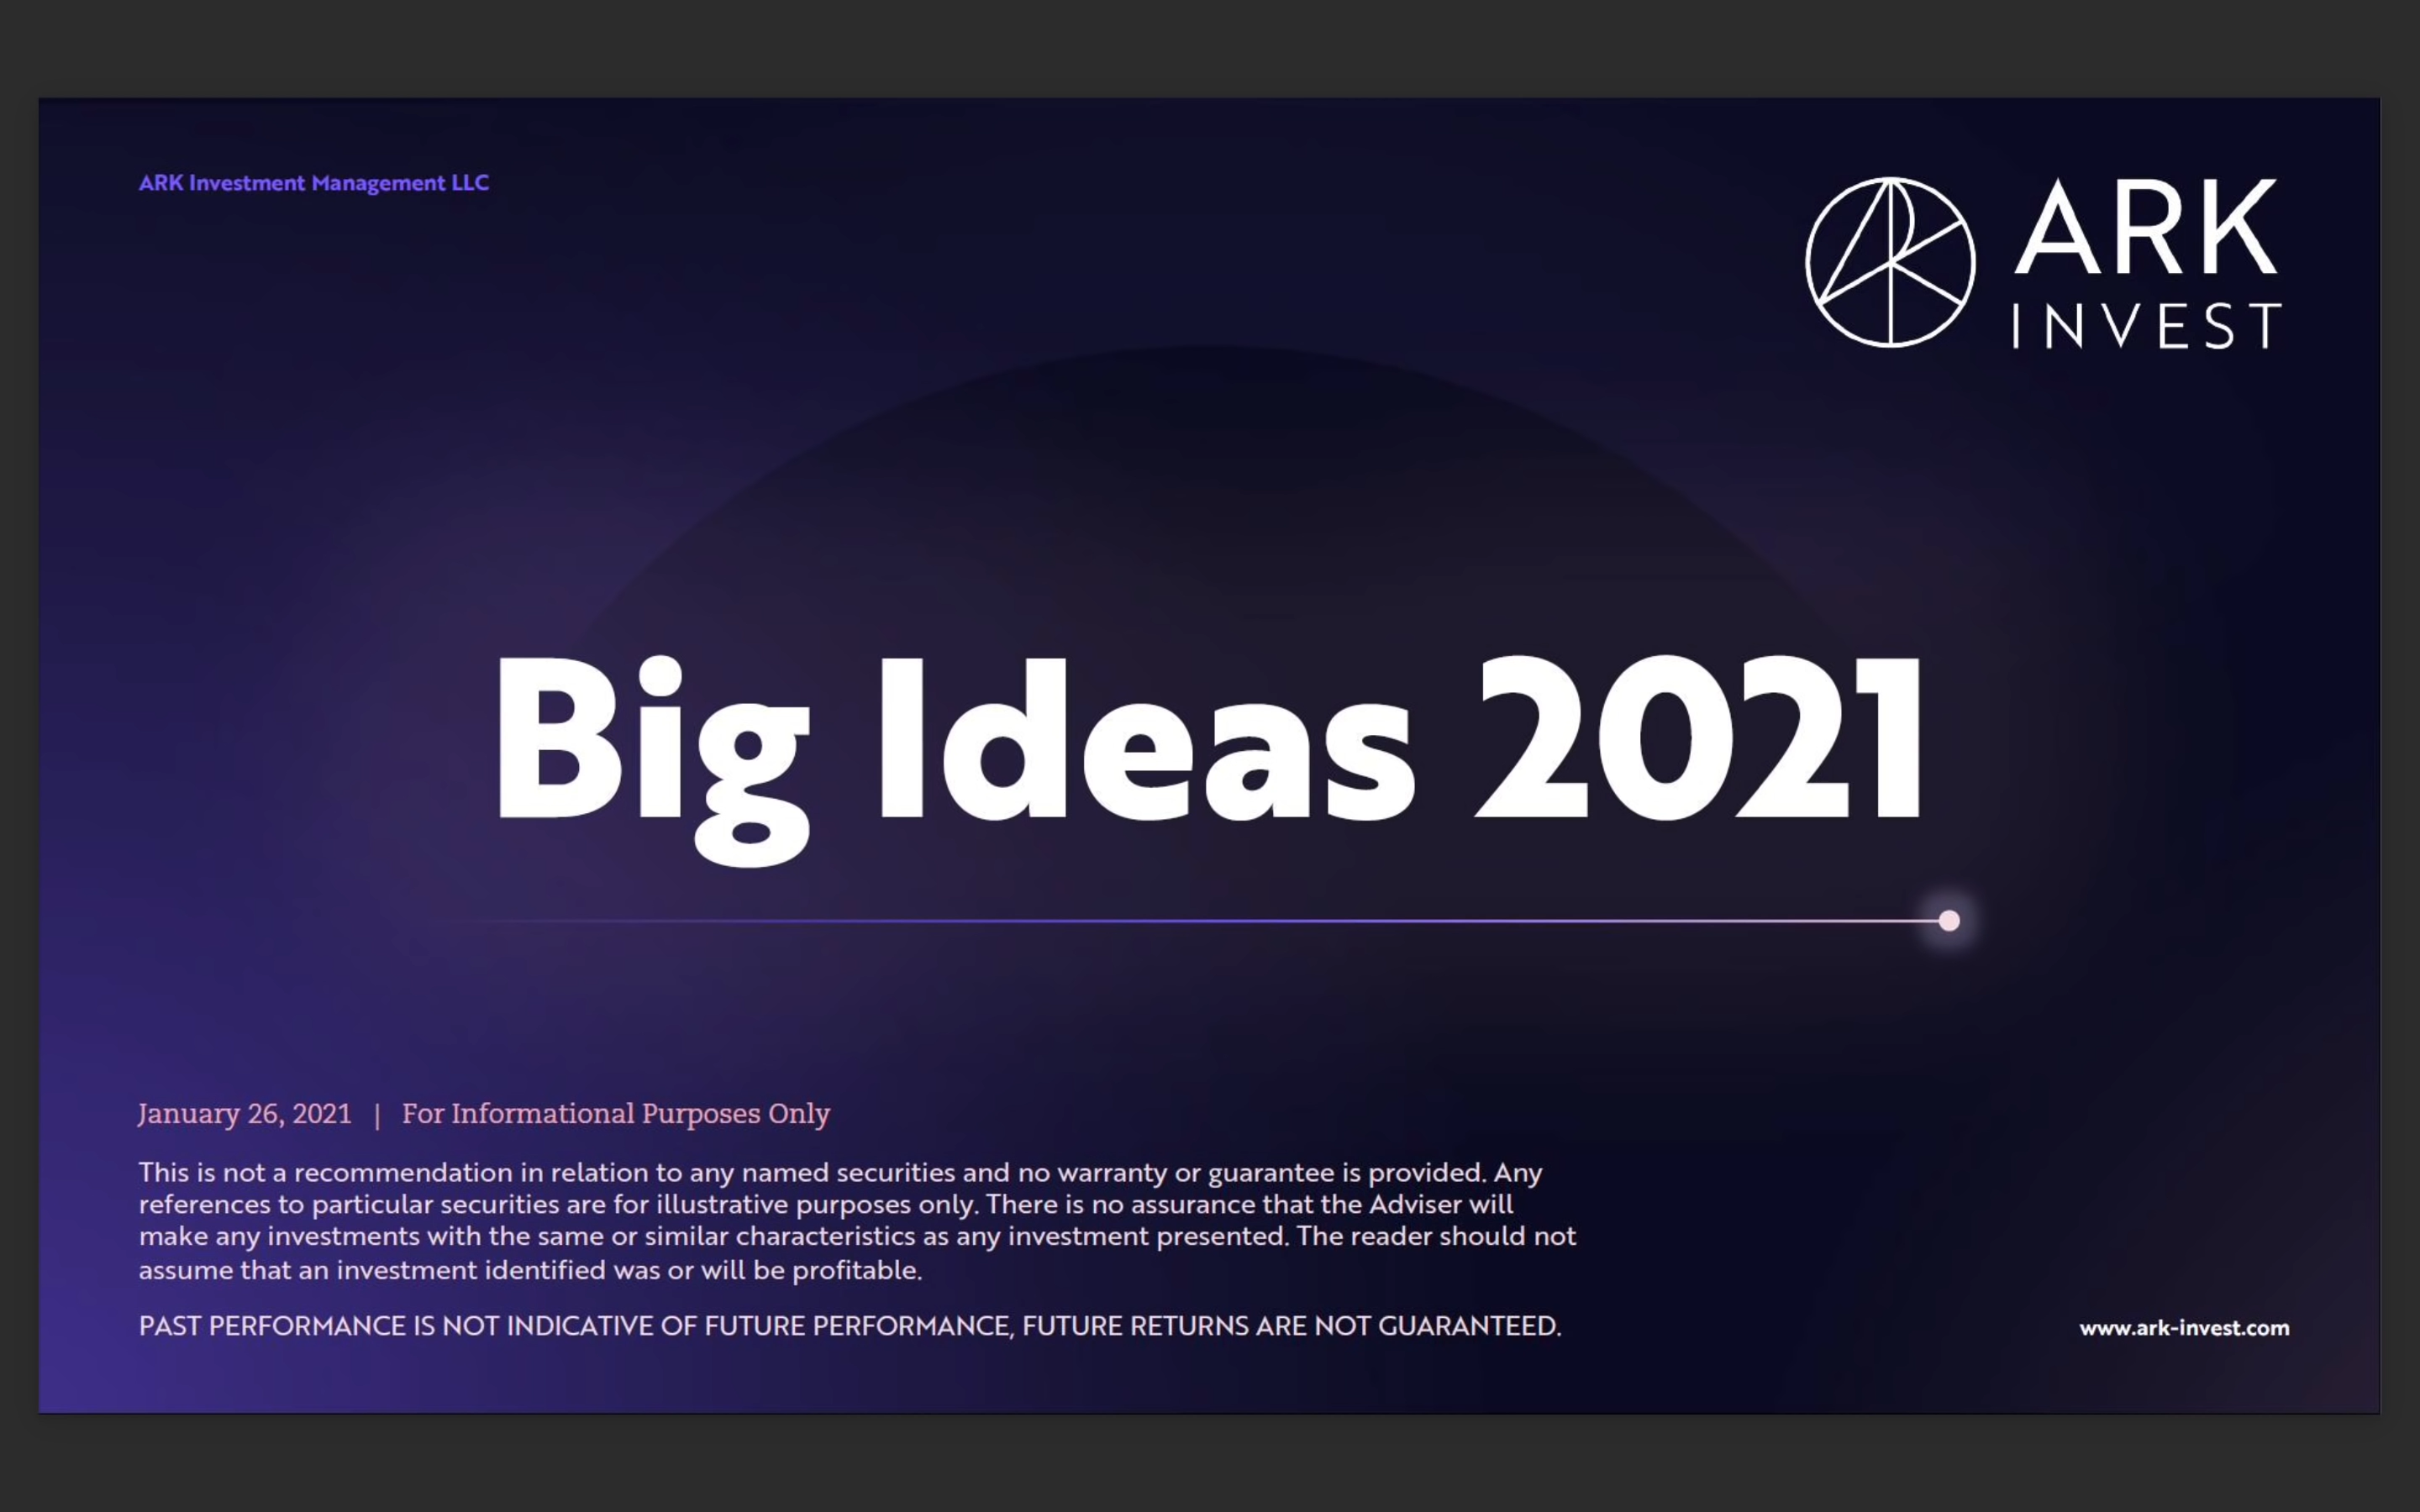 ARK Investment Management LLC
ARK
INVEST
Big Ideas 2021
January 26, 2021 | For Informational Purposes Only
This is not a recommendation in relation to any named securities and no warranty or guarantee is provided. Any
references to particular securities are for illustrative purposes only. There is no assurance that the Adviser will
make any investments with the same or similar characteristics as any investment presented. The reader should not
assume that an investment identified was or will be profitable.
PAST PERFORMANCE IS NOT INDICATIVE OF FUTURE PERFORMANCE, FUTURE RETURNS ARE NOT GUARANTEED.
www.ark-invest.com